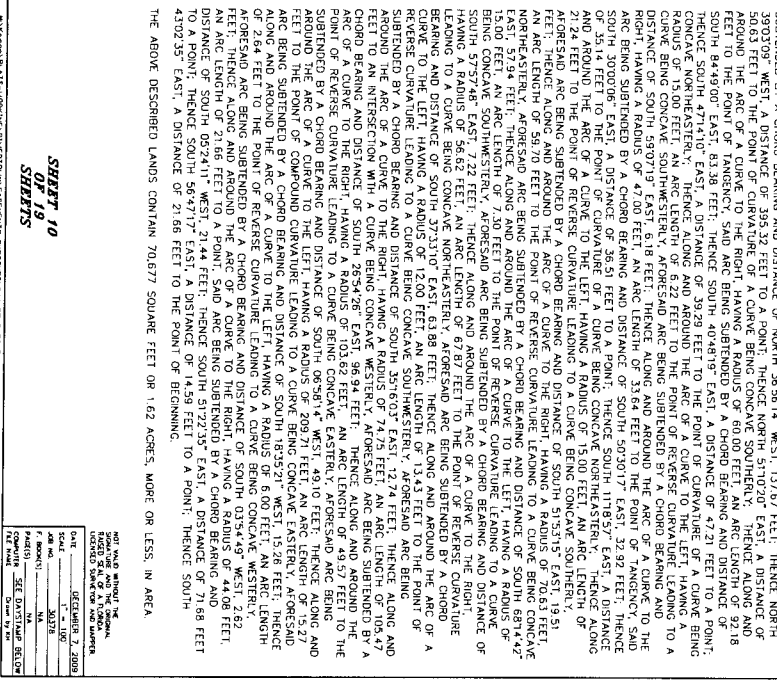 39°03'09" WEST, A DISTANCE OF 395.32 FEET TO A POINT; THENCE NORTH 51°10'20" EAST, A DISTANCE OF
50.63 FEET TO THE POINT OF CURVATURE OF A CURVE BEING CONCAVE SOUTHERLY; THENCE ALONG AND
AROUND THE ARC OF A CURVE TO THE RIGHT, HAVING A RADIUS OF 60.00 FEET, AN ARC LENGTH OF 92.18
FEET TO THE POINT OF TANGENCY, SAID ARC BEING SUBTENDED BY A CHORD BEARING AND DISTANCE OF
SOUTH 84°49'00" EAST, 83.38 FEET; THENCE SOUTH 40°48'19" EAST, A DISTANCE OF 47.21 FEET TO A POINT;
THENCE SOUTH 47°14'10" EAST, A DISTANCE OF 39.29 FEET TO THE POINT OF CURVATURE OF A CURVE BEING
CONCAVE NORTHEASTERLY; THENCE ALONG AND AROUND THE ARC OF A CURVE TO THE LEFT, HAVING A
RADIUS OF 15.00 FEET, AN ARC LENGTH OF 6.22 FEET TO THE POINT OF REVERSE CURVATURE LEADING TO A
CURVE BEING CONCAVE SOUTHWESTERLY, AFORESAID ARC BEING SUBTENDED BY A CHORD BEARING AND
DISTANCE OF SOUTH 59°07'19" EAST, 6.18 FEET; THENCE ALONG AND AROUND THE ARC OF A CURVE TO THE
RIGHT, HAVING A RADIUS OF 47.00 FEET, AN ARC LENGTH OF 33.64 FEET TO THE POINT OF TANGENCY, SAID
ARC BEING SUBTENDED BY A CHORD BEARING AND DISTANCE OF SOUTH 50°30'17" EAST, 32.92 FEET; THENCE
SOUTH 30°00'06" EAST, A DISTANCE OF 36.51 FEET TO A POINT; THENCE SOUTH 11°18'57" EAST, A DISTANCE
OF 35.14 FEET TO THE POINT OF CURVATURE OF A CURVE BEING CONCAVE NORTHEASTERLY; THENCE ALONG
AND AROUND THE ARC OF A CURVE TO THE LEFT, HAVING A RADIUS OF 15.00 FEET, AN ARC LENGTH OF
21.24 FEET TO THE POINT OF REVERSE CURVATURE LEADING TO A CURVE BEING CONCAVE SOUTHERLY,
AFORESAID ARC BEING SUBTENDED BY A CHORD BEARING AND DISTANCE OF SOUTH 51°53'15" EAST, 19.51
FEET; THENCE ALONG AND AROUND THE ARC OF A CURVE TO THE RIGHT, HAVING A RADIUS OF 70.63 FEET,
AN ARC LENGTH OF 59.70 FEET TO THE POINT OF REVERSE CURVATURE LEADING TO A CURVE BEING CONCAVE
NORTHEASTERLY, AFORESAID ARC BEING SUBTENDED BY A CHORD BEARING AND DISTANCE OF SOUTH 68°14'42"
EAST, 57.94 FEET; THENCE ALONG AND AROUND THE ARC OF A CURVE TO THE LEFT, HAVING A RADIUS OF
15.00 FEET, AN ARC LENGTH OF 7.30 FEET TO THE POINT OF REVERSE CURVATURE LEADING TO A CURVE
BEING CONCAVE SOUTHWESTERLY, AFORESAID ARC BEING SUBTENDED BY A CHORD BEARING AND DISTANCE OF
SOUTH 57°57'48" EAST, 7.22 FEET; THENCE ALONG AND AROUND THE ARC OF A CURVE TO THE RIGHT,
HAVING A RADIUS OF 56.62 FEET, AN ARC LENGTH OF 67.87 FEET TO THE POINT OF REVERSE CURVATURE
LEADING TO A CURVE BEING CONCAVE NORTHEASTERLY, AFORESAID ARC BEING SUBTENDED BY A CHORD
BEARING AND DISTANCE OF SOUTH 37°33'10" EAST, 63.88 FEET; THENCE ALONG AND AROUND THE ARC OF A
CURVE TO THE LEFT, HAVING A RADIUS OF 12.00 FEET, AN ARC LENGTH OF 13.43 FEET TO THE POINT OF
REVERSE CURVATURE LEADING TO A CURVE BEING CONCAVE SOUTHWESTERLY, AFORESAID ARC BEING
SUBTENDED BY A CHORD BEARING AND DISTANCE OF SOUTH 35°16'03" EAST, 12.74 FEET; THENCE ALONG AND
AROUND THE ARC OF A CURVE TO THE RIGHT, HAVING A RADIUS OF 74.75 FEET, AN ARC LENGTH OF 105.47
FEET TO AN INTERSECTION WITH A CURVE BEING CONCAVE WESTERLY, AFORESAID ARC BEING SUBTENDED BY A
CHORD BEARING AND DISTANCE OF SOUTH 26°54'26" EAST, 96.94 FEET; THENCE ALONG AND AROUND THE
ARC OF A CURVE TO THE RIGHT, HAVING A RADIUS OF 103.62 FEET, AN ARC LENGTH OF 49.57 FEET TO THE
POINT OF REVERSE CURVATURE LEADING TO A CURVE BEING CONCAVE EASTERLY, AFORESAID ARC BEING
SUBTENDED BY A CHORD BEARING AND DISTANCE OF SOUTH 06°58'14" WEST, 49.10 FEET; THENCE ALONG AND
AROUND THE ARC OF A CURVE TO THE LEFT, HAVING A RADIUS OF 209.71 FEET, AN ARC LENGTH OF 15.27
FEET TO THE POINT OF COMPOUND CURVATURE LEADING TO A CURVE BEING CONCAVE EASTERLY, AFORESAID
ARC BEING SUBTENDED BY A CHORD BEARING AND DISTANCE OF SOUTH 18°35'21" WEST, 15.26 FEET; THENCE
ALONG AND AROUND THE ARC OF A CURVE TO THE LEFT, HAVING A RADIUS OF 6.00 FEET, AN ARC LENGTH
OF 2.64 FEET TO THE POINT OF REVERSE CURVATURE LEADING TO A CURVE BEING CONCAVE WESTERLY,
AFORESAID ARC BEING SUBTENDED BY A CHORD BEARING AND DISTANCE OF SOUTH 03°54'49" WEST, 2.62
FEET; THENCE ALONG AND AROUND THE ARC OF A CURVE TO THE RIGHT, HAVING A RADIUS OF 44.08 FEET,
AN ARC LENGTH OF 21.66 FEET TO A POINT, SAID ARC BEING SUBTENDED BY A CHORD BEARING AND
DISTANCE OF SOUTH 05°24'11" WEST, 21.44 FEET; THENCE SOUTH 51°22'35" EAST, A DISTANCE OF 71.68 FEET
TO A POINT; THENCE SOUTH 56°47'17" EAST, A DISTANCE OF 14.59 FEET TO A POINT; THENCE SOUTH
43°02'35" EAST, A DISTANCE OF 21.66 FEET TO THE POINT OF BEGINNING.
THE ABOVE DESCRIBED LANDS CONTAIN 70,677 SQUARE FEET OR 1.62 ACRES, MORE OR LESS, IN AREA.
SHEET 10
OF 19
SHEETS
NOT VALID WITHOUT THE
SIGNATURE AND THE ORIGINAL
RAISED SEAL OF A FLORIDA
LICENSED SURVEYOR AND MAPPER.
DATE DECEMBER 7, 2009
SCALE 1" = 100'
JOB NO. 30378
F. BOOK(S) NA
PAGE(S) NA
COMPUTER SEE DAYSTAMP BELOW
FILE NAME Drawn by KH